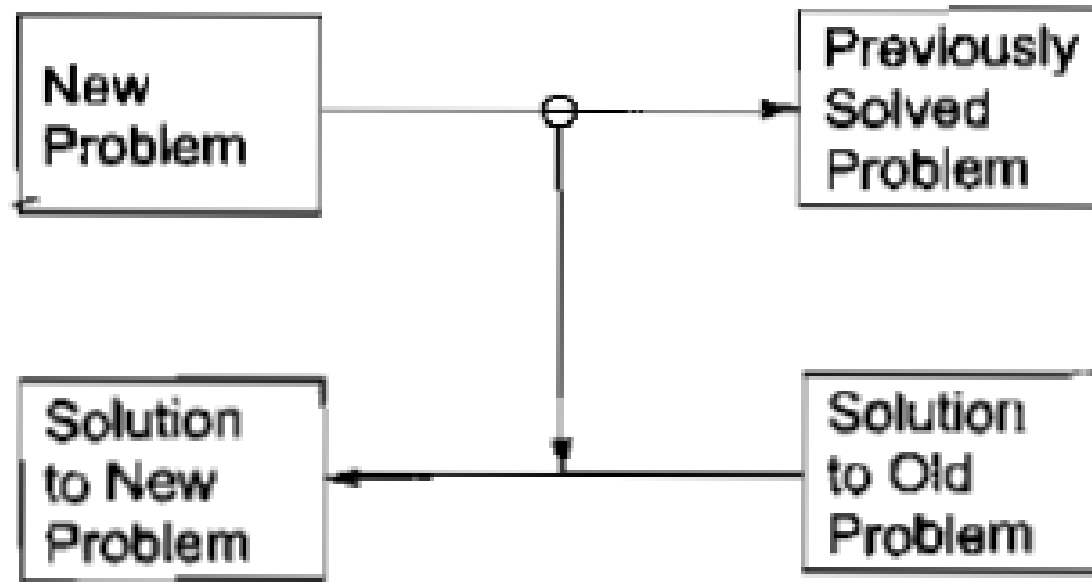 New
Problem
Previously
Solved
Problem
Solution
to New
Problem
Solution
to Old
Problem